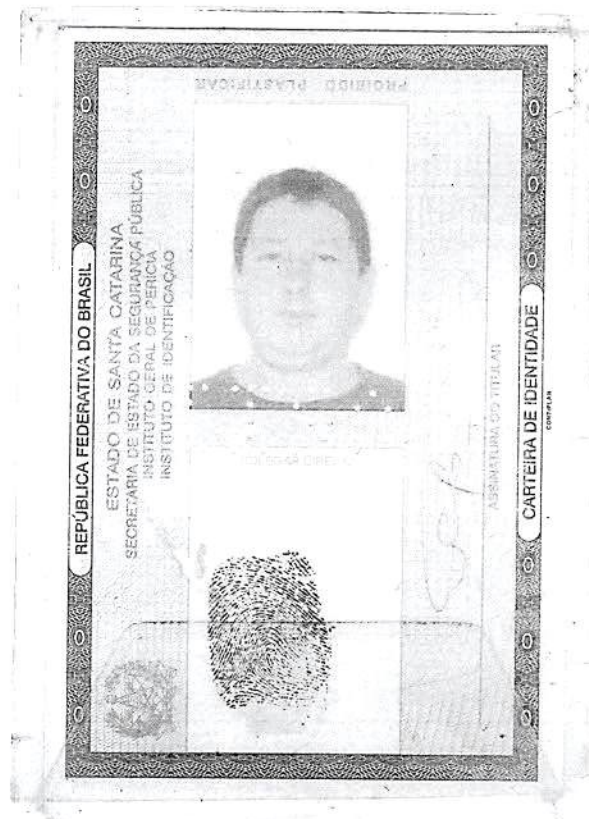 REPÚBLICA FEDERATIVA DO BRASIL
ESTADO DE SANTA CATARINA
SECRETARIA DE ESTADO DA SEGURANÇA PÚBLICA
INSTITUTO GERAL DE PERÍCIA
INSTITUTO DE IDENTIFICAÇÃO
PROIBIDO PLASTIFICAR
POLEGAR DIREITO
ASSINATURA DO TITULAR
CARTEIRA DE IDENTIDADE